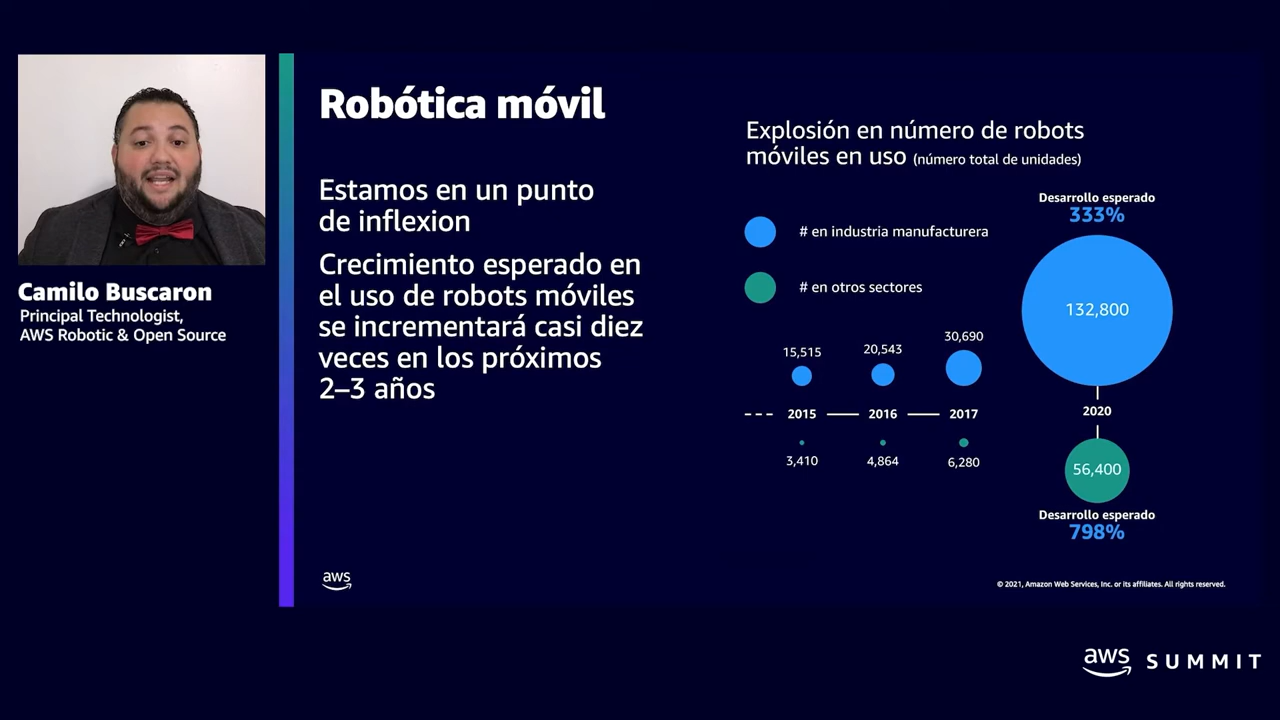 Camilo Buscaron
Principal Technologist,
AWS Robotic & Open Source
Robótica móvil
Estamos en un punto
de inflexion
Crecimiento esperado en
el uso de robots móviles
se incrementará casi diez
veces en los próximos
2–3 años
aws
Explosión en número de robots
móviles en uso (número total de unidades)
# en industria manufacturera
# en otros sectores
15,515
20,543
30,690
2015
2016
2017
3,410
4,864
6,280
Desarrollo esperado
333%
132,800
2020
56,400
Desarrollo esperado
798%
© 2021, Amazon Web Services, Inc. or its affiliates. All rights reserved.
aws SUMMIT